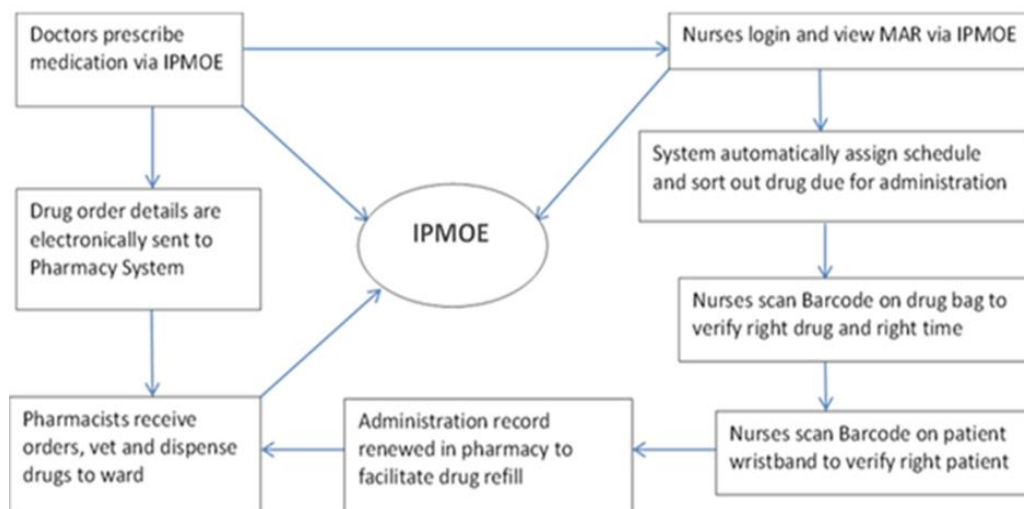 Doctors prescribe
medication via IPMOE
Nurses login and view MAR via IPMOE
System automatically assign schedule
and sort out drug due for administration
Drug order details are
electronically sent to
Pharmacy System
IPMOE
Nurses scan Barcode on drug bag to
verify right drug and right time
Pharmacists receive
orders, vet and dispense
drugs to ward
Administration record
renewed in pharmacy to
facilitate drug refill
Nurses scan Barcode on patient
wristband to verify right patient